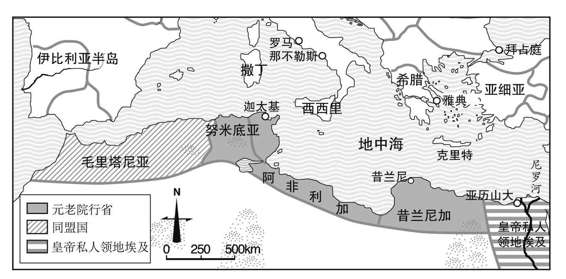 伊比利亚半岛
罗马
那不勒斯
撒丁
拜占庭
希腊
亚细亚
雅典
西西里
迦太基
努米底亚
地中海
克里特
毛里塔尼亚
阿非利加
昔兰尼
昔兰尼加
尼罗河
亚历山大
皇帝私人
领地埃及
元老院行省
同盟国
皇帝私人领地埃及
N
0 250 500km